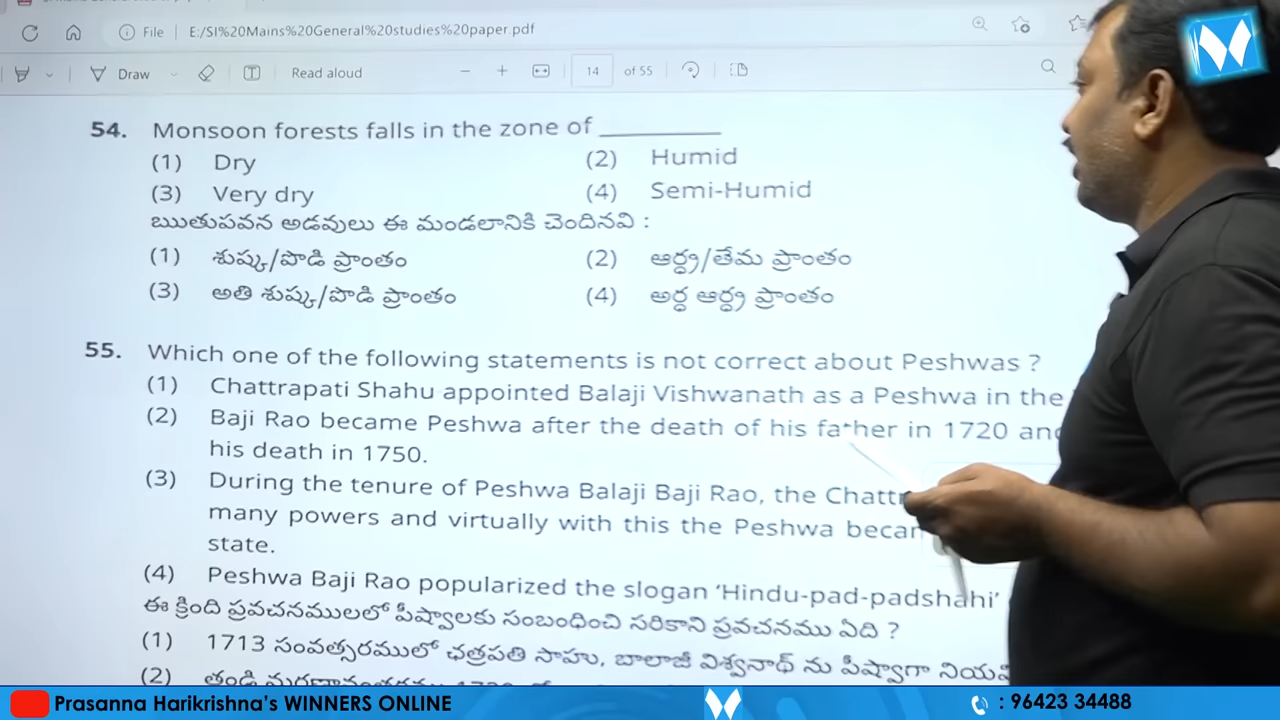 File E:/SI%20Mains%20General%20studies%20paper.pdf
Draw Read aloud 14 of 55
54. Monsoon forests falls in the zone of ________
(1) Dry (2) Humid
(3) Very dry (4) Semi-Humid
ఋతుపవన అడవులు ఈ మండలానికి చెందినవి :
(1) శుష్క/పొడి ప్రాంతం (2) ఆర్ద్ర/తేమ ప్రాంతం
(3) అతి శుష్క/పొడి ప్రాంతం (4) అర్ధ ఆర్ద్ర ప్రాంతం
55. Which one of the following statements is not correct about Peshwas ?
(1) Chattrapati Shahu appointed Balaji Vishwanath as a Peshwa in the
(2) Baji Rao became Peshwa after the death of his father in 1720 and
his death in 1750.
(3) During the tenure of Peshwa Balaji Baji Rao, the
many powers and virtually with this the Peshwa
state.
(4) Peshwa Baji Rao popularized the slogan 'Hindu-pad-padshahi'
ఈ క్రింది ప్రవచనములలో పీష్వాలకు సంబంధించి సరికాని ప్రవచనము ఏది ?
(1) 1713 సంవత్సరములో ఛత్రపతి సాహు, బాలాజీ విశ్వనాథ్ ను పీష్వాగా
(2)
Prasanna Harikrishna's WINNERS ONLINE : 96423 34488